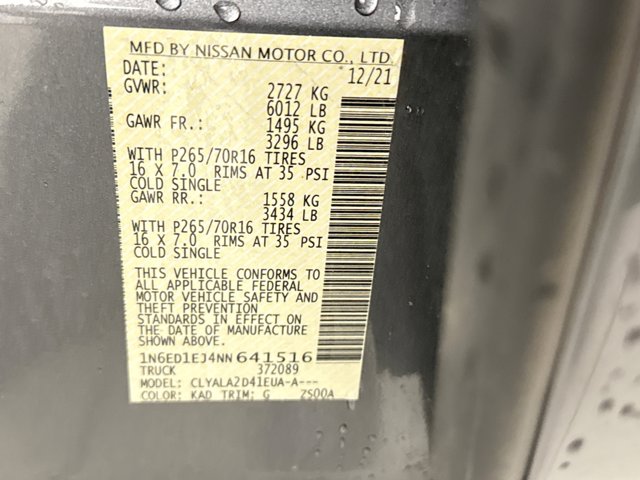 MFD BY NISSAN MOTOR CO., LTD.
DATE: 12/21
GVWR: 2727 KG
6012 LB
GAWR FR.: 1495 KG
3296 LB
WITH P265/70R16 TIRES
16 X 7.0 RIMS AT 35 PSI
COLD SINGLE
GAWR RR.: 1558 KG
3434 LB
WITH P265/70R16 TIRES
16 X 7.0 RIMS AT 35 PSI
COLD SINGLE
THIS VEHICLE CONFORMS TO
ALL APPLICABLE FEDERAL
MOTOR VEHICLE SAFETY AND
THEFT PREVENTION
STANDARDS IN EFFECT ON
THE DATE OF MANUFACTURE
SHOWN ABOVE.
1N6ED1EJ4NN641516
TRUCK 372089
MODEL: CLYALA2D41EUA-A---
COLOR: KAD TRIM: G ZS00A